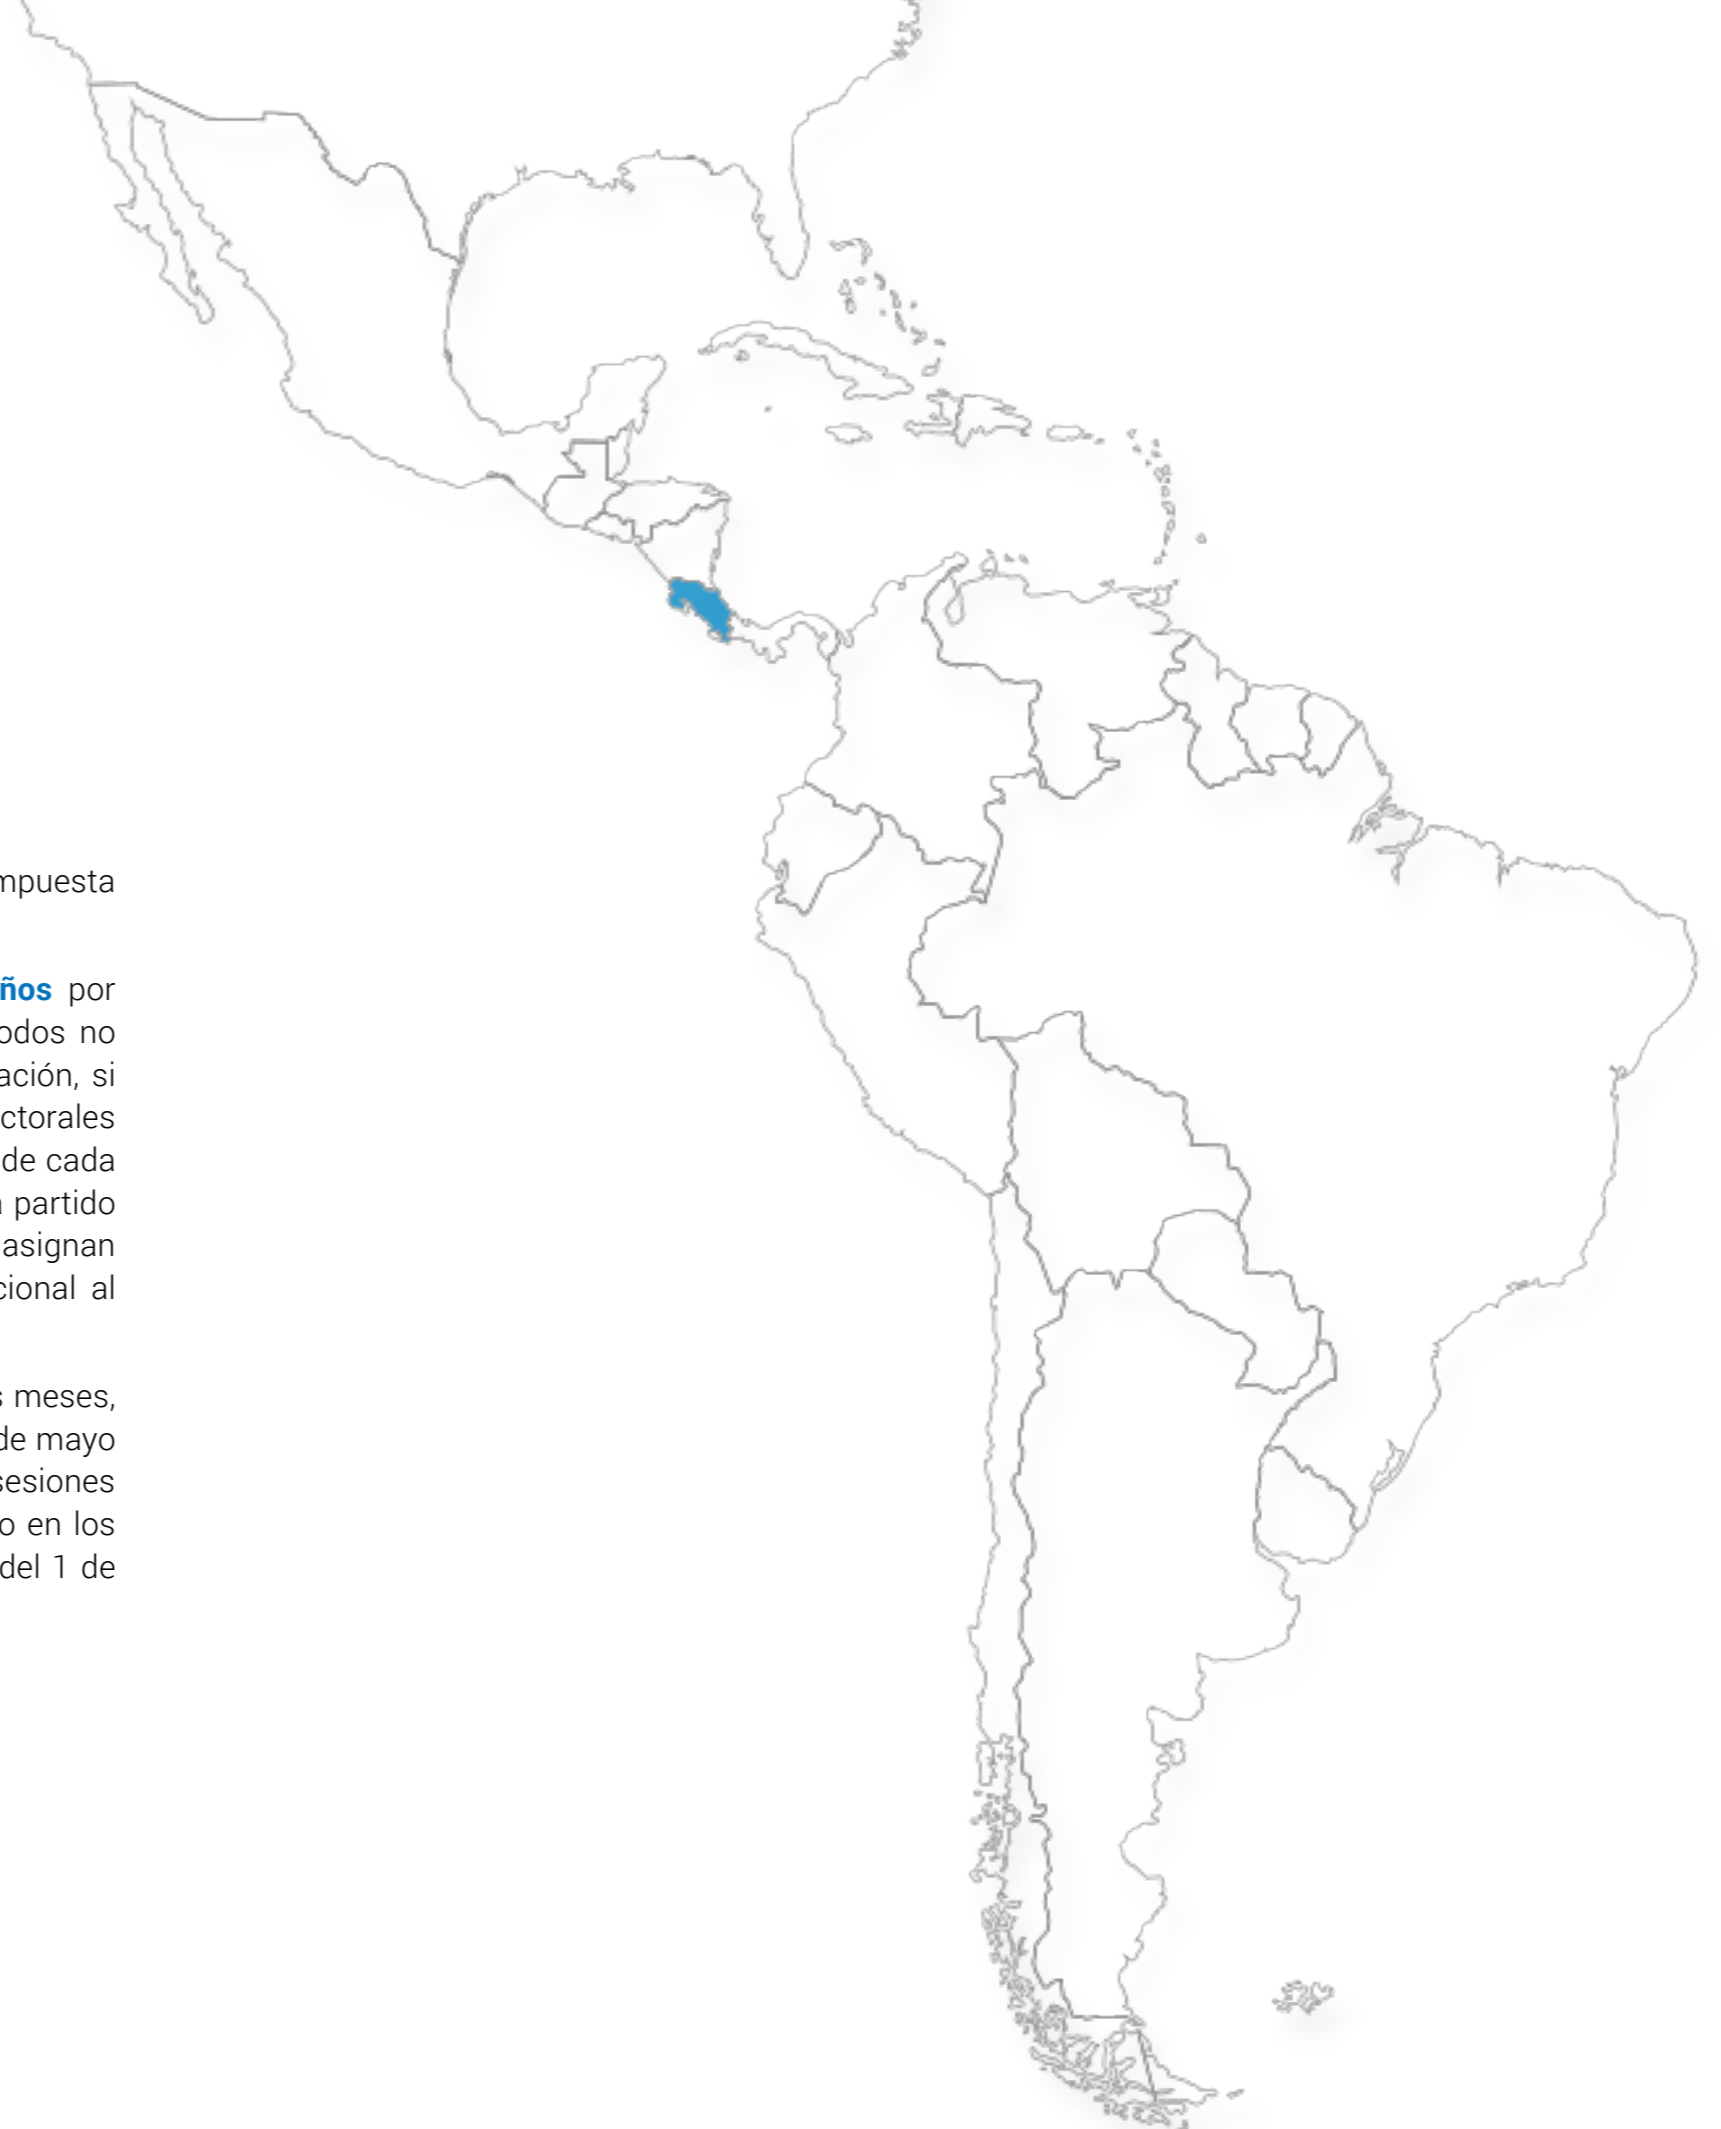 mpuesta
ños por
odos no
ación, si
ctorales
de cada
partido
asignan
cional al
s meses,
de mayo
sesiones
o en los
del 1 de